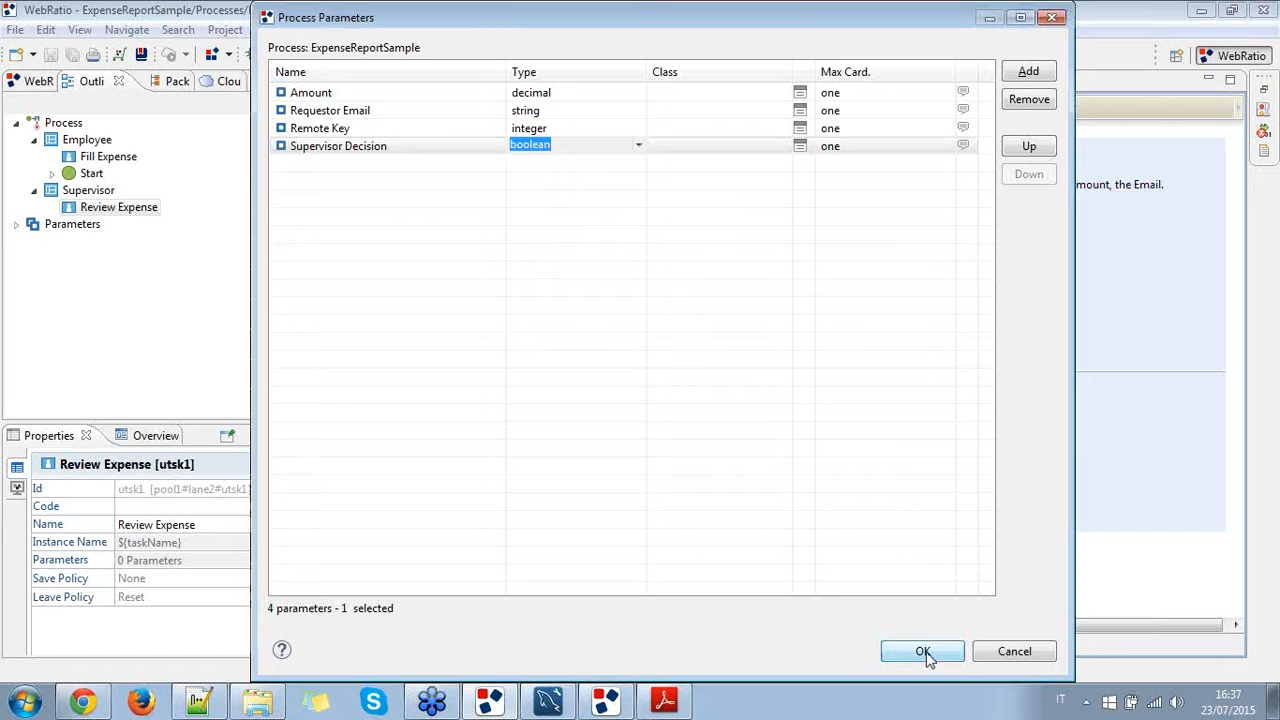 WebRatio - ExpenseReportSample/Processes/
Process Parameters
File Edit View Navigate Search Project
WebRatio
WebR Outli Pack Clou
Process
Employee
Fill Expense
Start
Supervisor
Review Expense
Parameters
Process: ExpenseReportSample
Name Type Class Max Card.
Amount decimal one
Requestor Email string one
Remote Key integer one
Supervisor Decision boolean one
Add
Remove
Up
Down
mount, the Email.
Properties Overview
Review Expense [utsk1]
Id utsk1 [pool1#lane2#utsk1]
Code
Name Review Expense
Instance Name ${taskName}
Parameters 0 Parameters
Save Policy None
Leave Policy Reset
4 parameters - 1 selected
OK Cancel
IT 16:37
23/07/2015